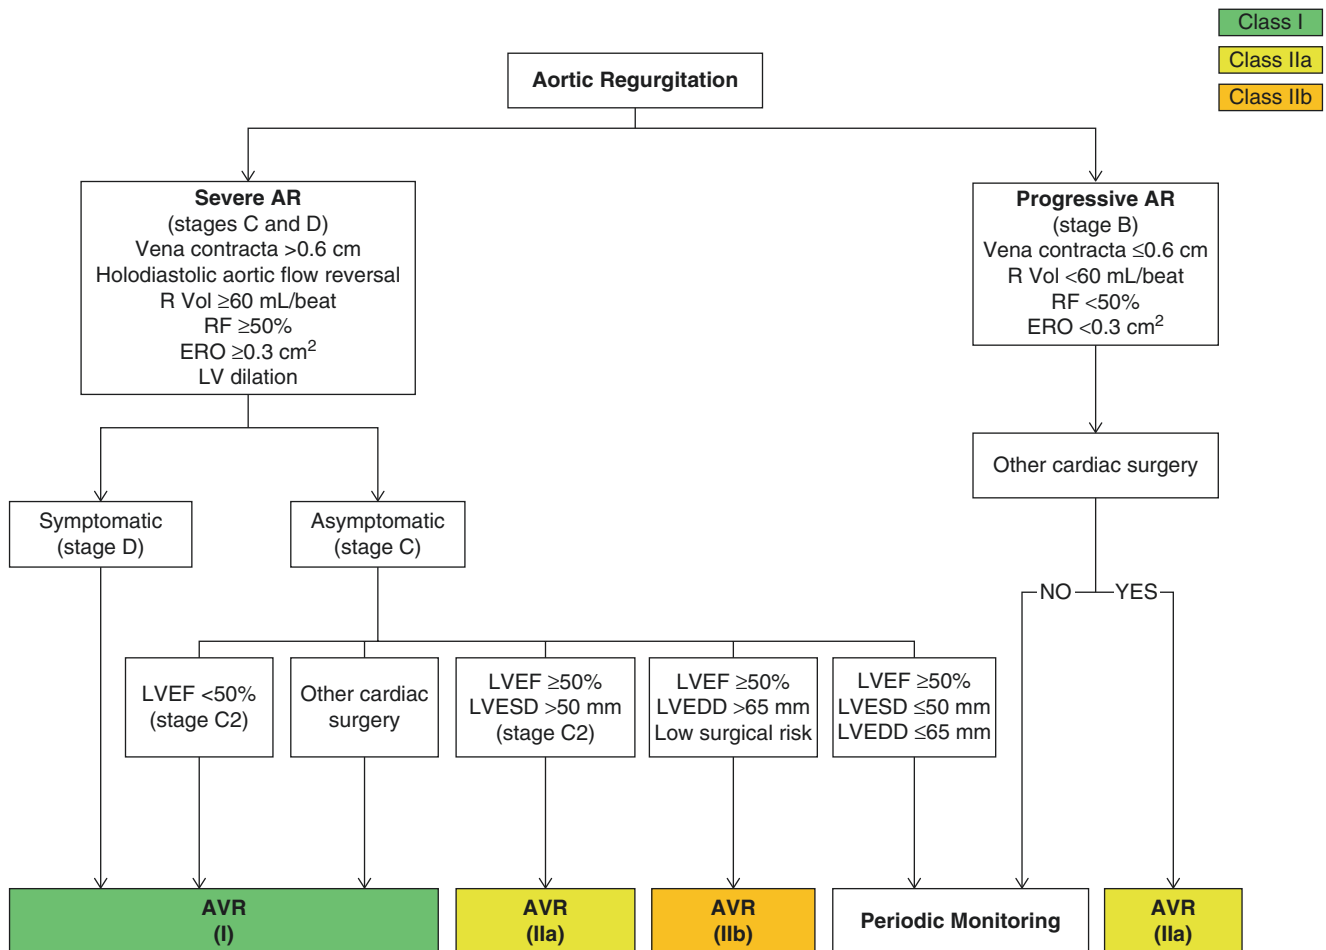 Class I
Class IIa
Class IIb
Aortic Regurgitation
Severe AR
(stages C and D)
Vena contracta >0.6 cm
Holodiastolic aortic flow reversal
R Vol ≥60 mL/beat
RF ≥50%
ERO ≥0.3 cm²
LV dilation
Progressive AR
(stage B)
Vena contracta ≤0.6 cm
R Vol <60 mL/beat
RF <50%
ERO <0.3 cm²
Other cardiac surgery
Symptomatic
(stage D)
Asymptomatic
(stage C)
NO
YES
LVEF <50%
(stage C2)
Other cardiac
surgery
LVEF ≥50%
LVESD >50 mm
(stage C2)
LVEF ≥50%
LVEDD >65 mm
Low surgical risk
LVEF ≥50%
LVESD ≤50 mm
LVEDD ≤65 mm
AVR
(I)
AVR
(IIa)
AVR
(IIb)
Periodic Monitoring
AVR
(IIa)